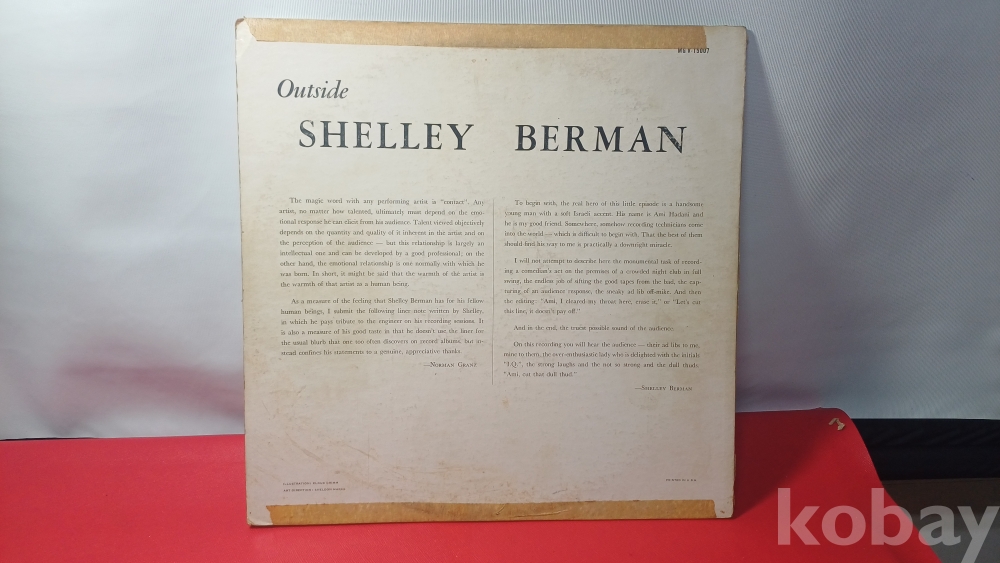 MG V-15007
Outside
SHELLEY BERMAN
The magic word with any performing artist is "contact". Any
artist, no matter how talented, ultimately must depend on the emo-
tional response he can elicit from his audience. Talent viewed objectively
depends on the quantity and quality of it inherent in the artist and on
the perception of the audience — but this relationship is largely an
intellectual one and can be developed by a good professional; on the
other hand, the emotional relationship is one normally with which he
was born. In short, it might be said that the warmth of the artist is
the warmth of that artist as a human being.
As a measure of the feeling that Shelley Berman has for his fellow
human beings, I submit the following liner note written by Shelley,
in which he pays tribute to the engineer on his recording sessions. It
is also a measure of his good taste in that he doesn't use the liner for
the usual blurb that one too often discovers on record albums, but in-
stead confines his statements to a genuine, appreciative thanks.
—NORMAN GRANZ
To begin with, the real hero of this little episode is a handsome
young man with a soft Israeli accent. His name is Ami Hadani and
he is my good friend. Somewhere, somehow recording technicians come
into the world — which is difficult to begin with. That the best of them
should find his way to me is practically a downright miracle.
I will not attempt to describe here the monumental task of record-
ing a comedian's act on the premises of a crowded night club in full
swing, the endless job of sifting the good tapes from the bad, the cap-
turing of an audience response, the sneaky ad lib off-mike. And then
the editing: "Ami, I cleared my throat here, erase it," or "Let's cut
this line, it doesn't pay off."
And in the end, the truest possible sound of the audience.
On this recording you will hear the audience — their ad libs to me,
mine to them, the over-enthusiastic lady who is delighted with the initials
"I.Q.", the strong laughs and the not so strong and the dull thuds.
"Ami, cut that dull thud."
—SHELLEY BERMAN
PRINTED IN U.S.A.
3
kobay